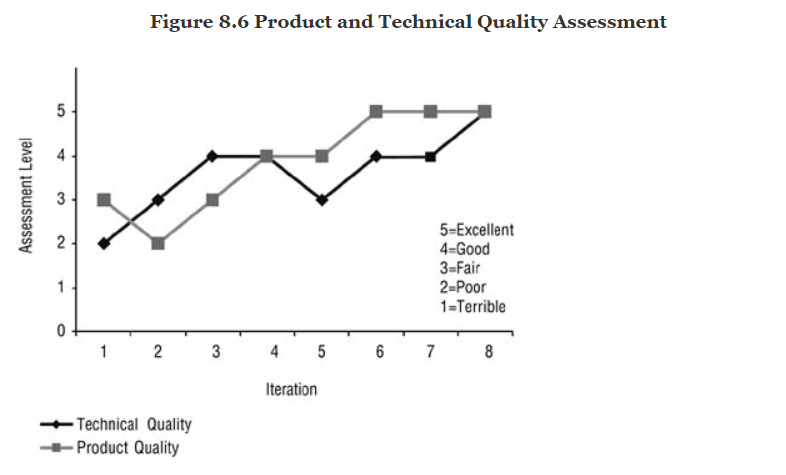 Figure 8.6 Product and Technical Quality Assessment
Assessment Level
5
4
3
2
1
0
5=Excellent
4=Good
3=Fair
2=Poor
1=Terrible
1 2 3 4 5 6 7 8
Iteration
Technical Quality
Product Quality